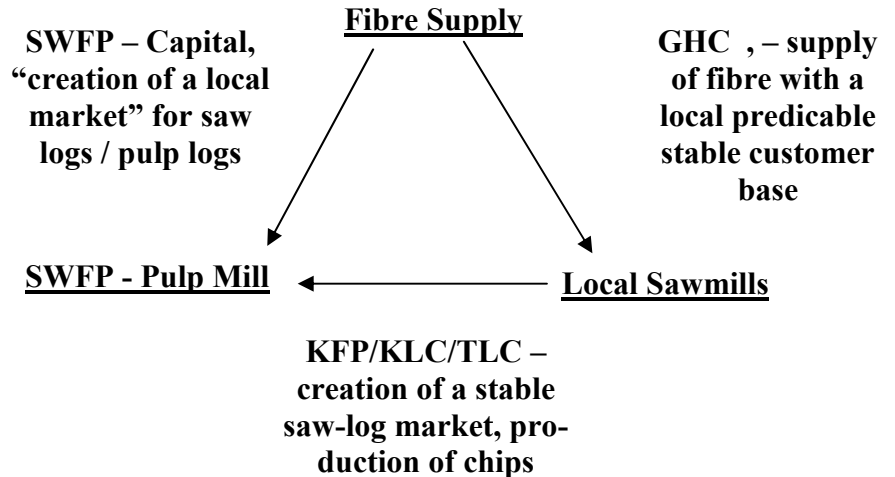 Fibre Supply
SWFP – Capital,
“creation of a local
market” for saw
logs / pulp logs
GHC , – supply
of fibre with a
local predicable
stable customer
base
SWFP - Pulp Mill
Local Sawmills
KFP/KLC/TLC –
creation of a stable
saw-log market, pro-
duction of chips